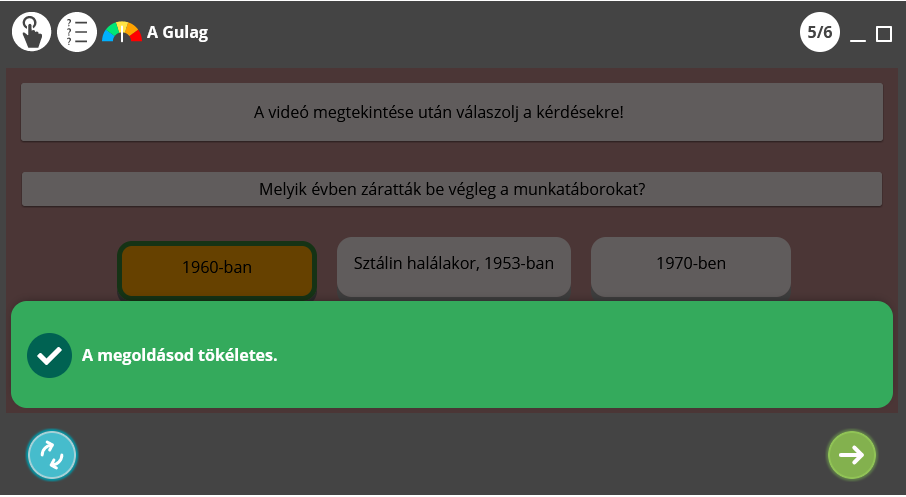 A Gulag
5/6
A videó megtekintése után válaszolj a kérdésekre!
Melyik évben záratták be végleg a munkatáborokat?
1960-ban
Sztálin halálakor, 1953-ban
1970-ben
A megoldásod tökéletes.